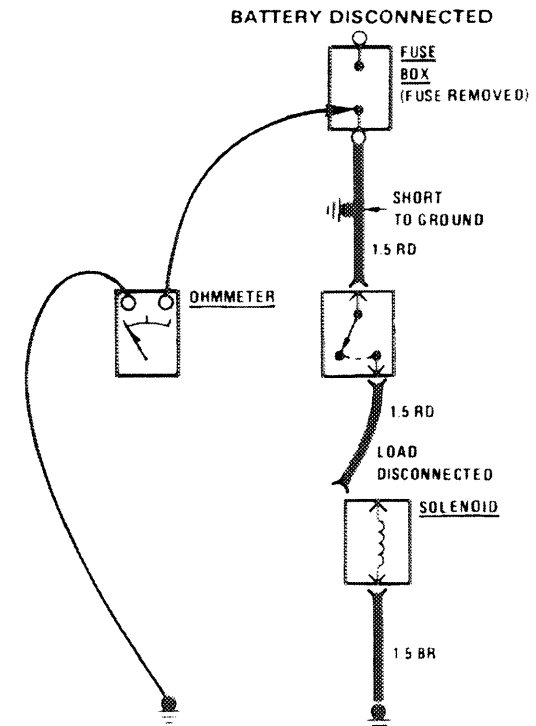 BATTERY DISCONNECTED
FUSE
BOX
(FUSE REMOVED)
SHORT
TO GROUND
1.5 RD
OHMMETER
1.5 RD
LOAD
DISCONNECTED
SOLENOID
1.5 BR